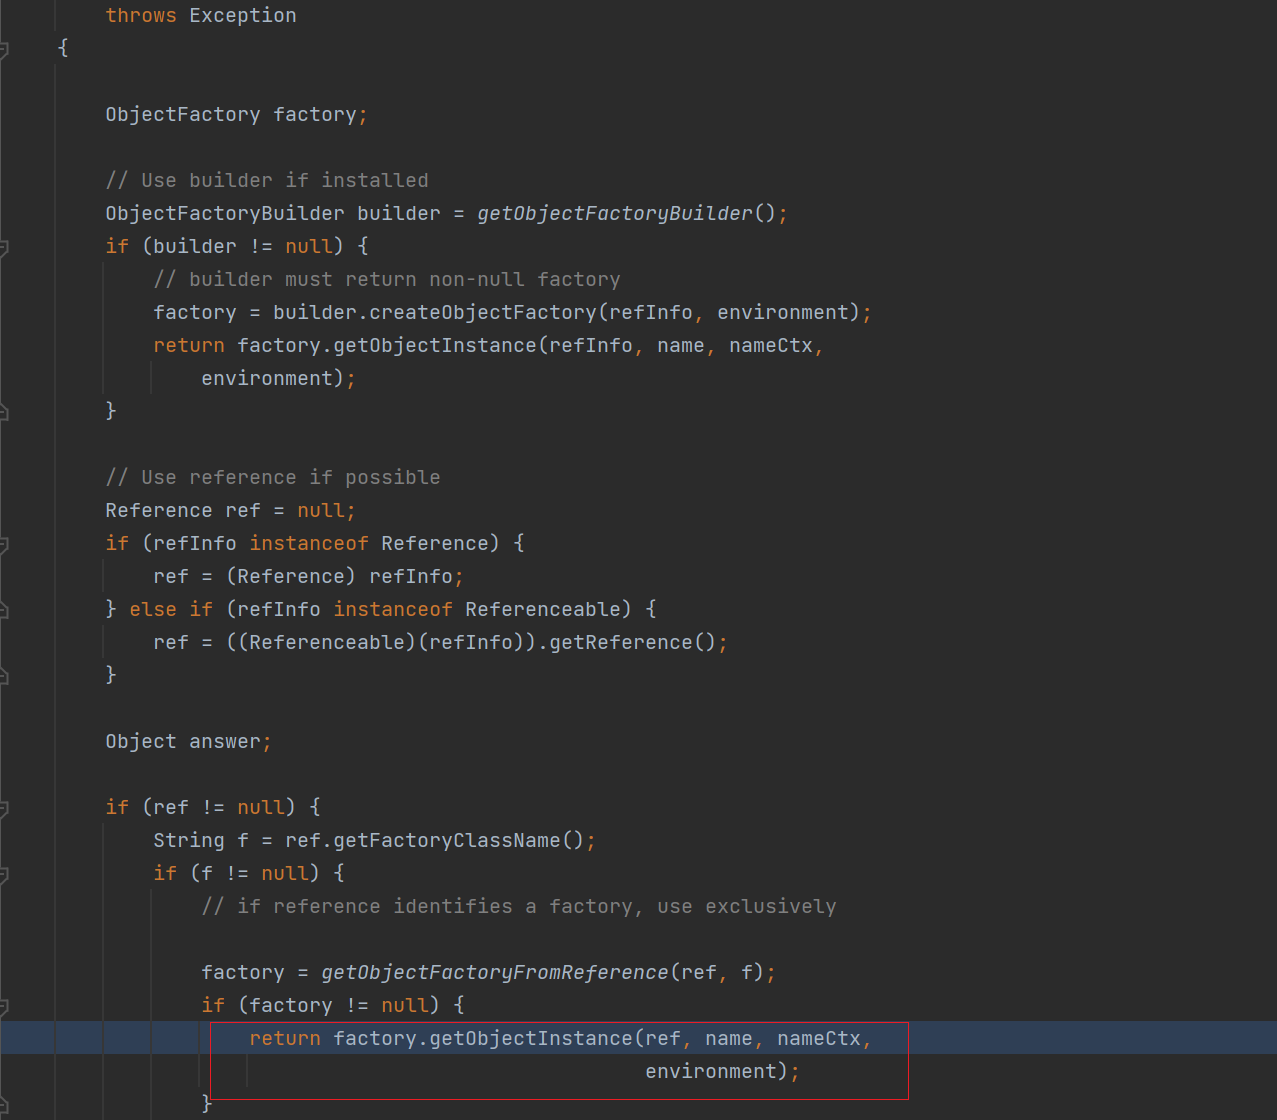 throws Exception
{
ObjectFactory factory;
// Use builder if installed
ObjectFactoryBuilder builder = getObjectFactoryBuilder();
if (builder != null) {
// builder must return non-null factory
factory = builder.createObjectFactory(refInfo, environment);
return factory.getObjectInstance(refInfo, name, nameCtx,
environment);
}
// Use reference if possible
Reference ref = null;
if (refInfo instanceof Reference) {
ref = (Reference) refInfo;
} else if (refInfo instanceof Referenceable) {
ref = ((Referenceable)(refInfo)).getReference();
}
Object answer;
if (ref != null) {
String f = ref.getFactoryClassName();
if (f != null) {
// if reference identifies a factory, use exclusively
factory = getObjectFactoryFromReference(ref, f);
if (factory != null) {
return factory.getObjectInstance(ref, name, nameCtx,
environment);
}